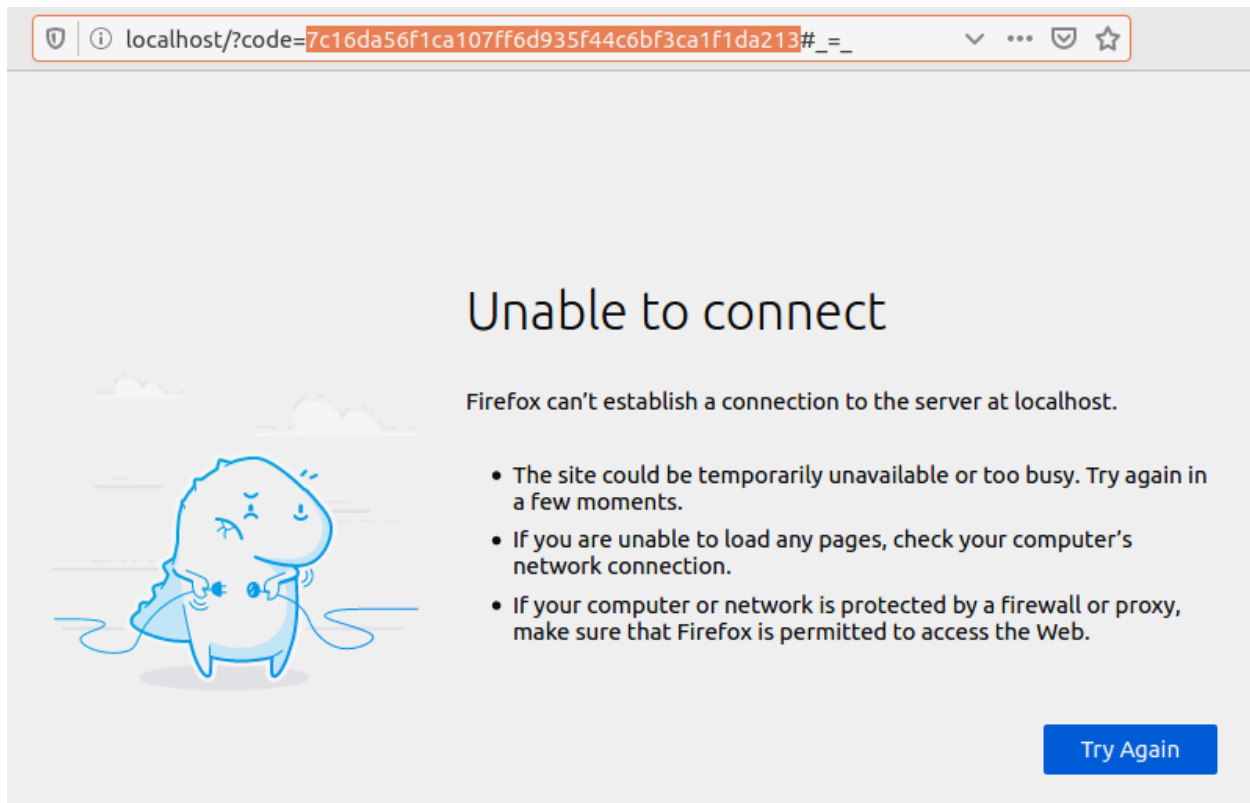 localhost/?code=7c16da56f1ca107ff6d935f44c6bf3ca1f1da213#_=_
Unable to connect
Firefox can’t establish a connection to the server at localhost.
• The site could be temporarily unavailable or too busy. Try again in
a few moments.
• If you are unable to load any pages, check your computer’s
network connection.
• If your computer or network is protected by a firewall or proxy,
make sure that Firefox is permitted to access the Web.
Try Again